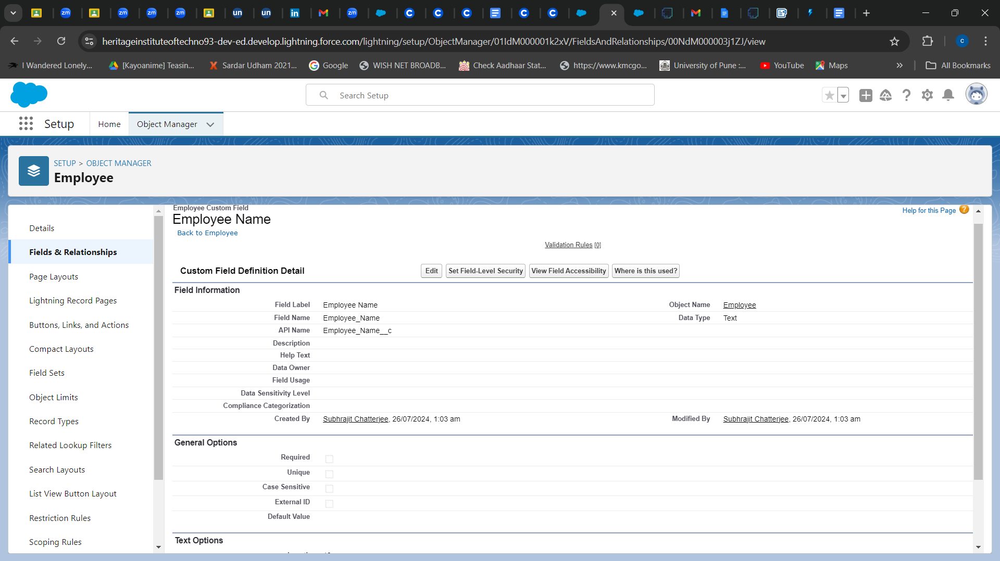 heritageinstituteoftechno93-dev-ed.develop.lightning.force.com/lightning/setup/ObjectManager/01IdM000001k2xV/FieldsAndRelationships/00NdM000003j1ZJ/view
I Wandered Lonely...
[Kayoanime] Teasin...
Sardar Udham 2021...
Google
WISH NET BROADB...
Check Aadhaar Stat...
https://www.kmcgo...
University of Pune :...
YouTube
Maps
All Bookmarks
Search Setup
Setup
Home
Object Manager
SETUP > OBJECT MANAGER
Employee
Details
Fields & Relationships
Page Layouts
Lightning Record Pages
Buttons, Links, and Actions
Compact Layouts
Field Sets
Object Limits
Record Types
Related Lookup Filters
Search Layouts
List View Button Layout
Restriction Rules
Scoping Rules
Employee Custom Field
Employee Name
Back to Employee
Help for this Page
Validation Rules [0]
Custom Field Definition Detail
Edit
Set Field-Level Security
View Field Accessibility
Where is this used?
Field Information
Field Label Employee Name
Object Name Employee
Field Name Employee_Name
Data Type Text
API Name Employee_Name__c
Description
Help Text
Data Owner
Field Usage
Data Sensitivity Level
Compliance Categorization
Created By Subhrajit Chatterjee, 26/07/2024, 1:03 am
Modified By Subhrajit Chatterjee, 26/07/2024, 1:03 am
General Options
Required
Unique
Case Sensitive
External ID
Default Value
Text Options